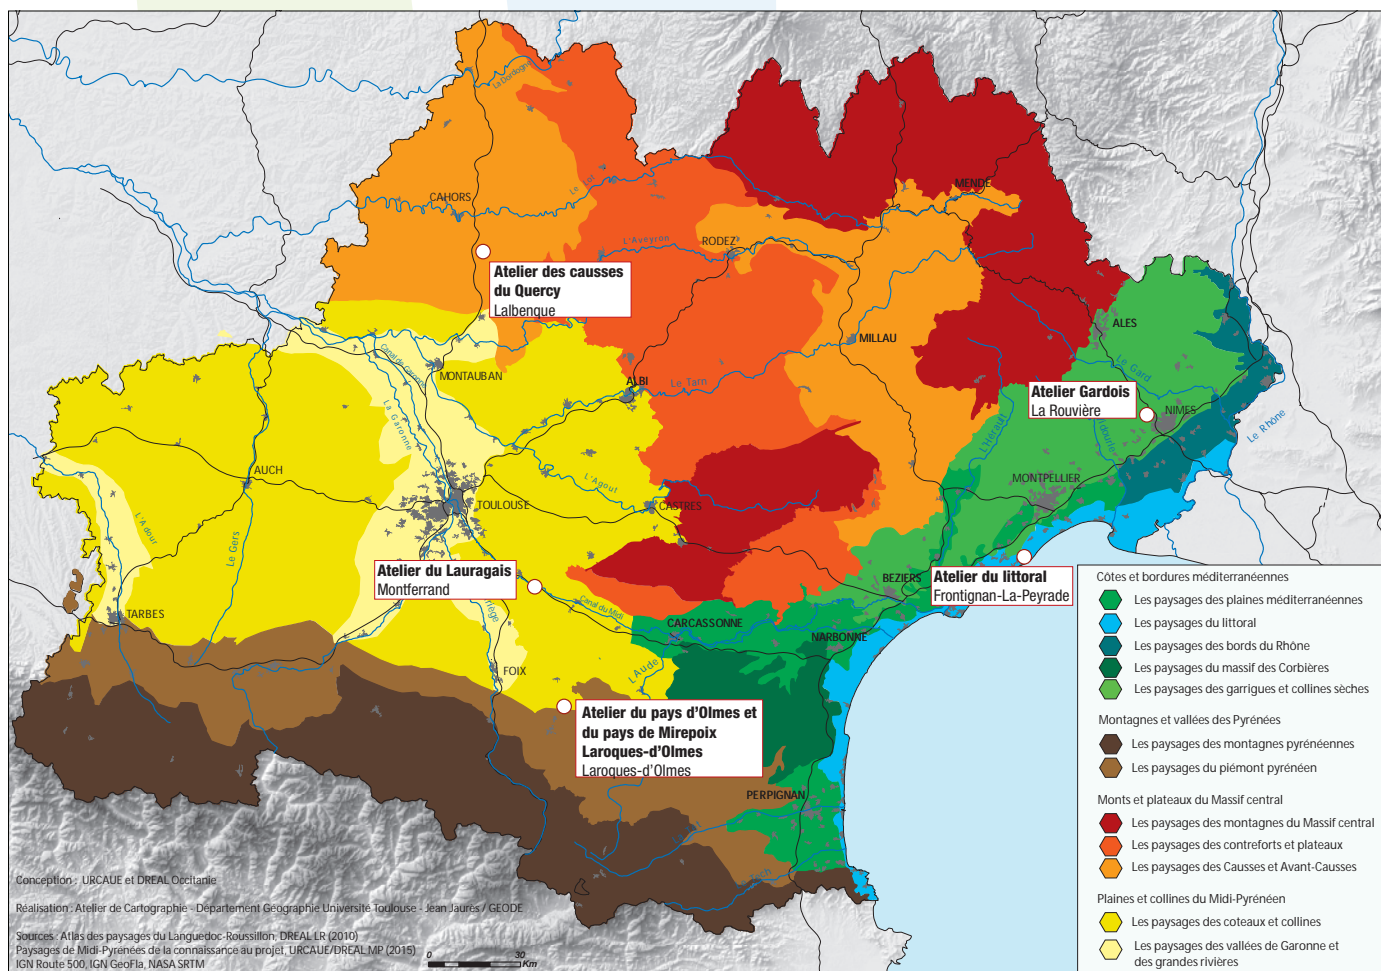 La Dordogne
CAHORS
Le Lot
MENDE
L'Aveyron
RODEZ
Atelier des causses
du Quercy
Lalbenque
ALES
MILLAU
Canal de Garonne
MONTAUBAN
ALBI
Le Tarn
Le Gard
Atelier Gardois
La Rouvière
NIMES
La Garonne
L'Hérault
Le Rhône
AUCH
L'Agout
MONTPELLIER
TOULOUSE
CASTRES
L'Adour
Le Gers
Atelier du Lauragais
Montferrand
BEZIERS
Atelier du littoral
Frontignan-La-Peyrade
TARBES
Canal du Midi
CARCASSONNE
NARBONNE
FOIX
L'Aude
Atelier du pays d'Olmes et
du pays de Mirepoix
Laroques-d'Olmes
Laroques-d'Olmes
PERPIGNAN
Le Tech
Côtes et bordures méditerranéennes
Les paysages des plaines méditerranéennes
Les paysages du littoral
Les paysages des bords du Rhône
Les paysages du massif des Corbières
Les paysages des garrigues et collines sèches
Montagnes et vallées des Pyrénées
Les paysages des montagnes pyrénéennes
Les paysages du piémont pyrénéen
Monts et plateaux du Massif central
Les paysages des montagnes du Massif central
Les paysages des contreforts et plateaux
Les paysages des Causses et Avant-Causses
Plaines et collines du Midi-Pyrénéen
Les paysages des coteaux et collines
Les paysages des vallées de Garonne et
des grandes rivières
Conception : URCAUE et DREAL Occitanie
Réalisation : Atelier de Cartographie - Département Géographie Université Toulouse - Jean Jaurès / GEODE
Sources : Atlas des paysages du Languedoc-Roussillon, DREAL LR (2010)
Paysages de Midi-Pyrénées de la connaissance au projet, URCAUE/DREAL MP (2015)
IGN Route 500, IGN GeoFla, NASA SRTM
0 30
Km